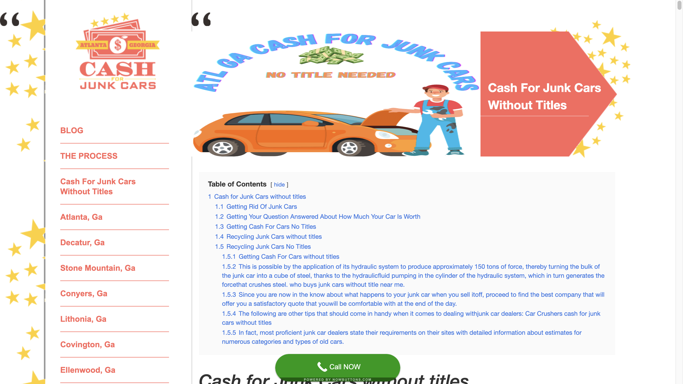 ATLANTA GEORGIA
CASH
FOR
JUNK CARS
BLOG
THE PROCESS
Cash For Junk Cars
Without Titles
Atlanta, Ga
Decatur, Ga
Stone Mountain, Ga
Conyers, Ga
Lithonia, Ga
Covington, Ga
Ellenwood, Ga
ATL GA CASH FOR JUNK CARS
NO TITLE NEEDED
Cash For Junk Cars
Without Titles
Table of Contents [ hide ]
1 Cash for Junk Cars without titles
1.1 Getting Rid Of Junk Cars
1.2 Getting Your Question Answered About How Much Your Car Is Worth
1.3 Getting Cash For Cars No Titles
1.4 Recycling Junk Cars without titles
1.5 Recycling Junk Cars No Titles
1.5.1 Getting Cash For Cars without titles
1.5.2 This is possible by the application of its hydraulic system to produce approximately 150 tons of force, thereby turning the bulk of
the junk car into a cube of steel, thanks to the hydraulicfluid pumping in the cylinder of the hydraulic system, which in turn generates the
forcethat crushes steel. who buys junk cars without title near me.
1.5.3 Since you are now in the know about what happens to your junk car when you sell itoff, proceed to find the best company that will
offer you a satisfactory quote that youwill be comfortable with at the end of the day.
1.5.4 The following are other tips that should come in handy when it comes to dealing withjunk car dealers: Car Crushers cash for junk
cars without titles
1.5.5 In fact, most proficient junk car dealers state their requirements on their sites with detailed information about estimates for
numerous categories and types of old cars.
Call NOW
Cash for Junk Cars without titles